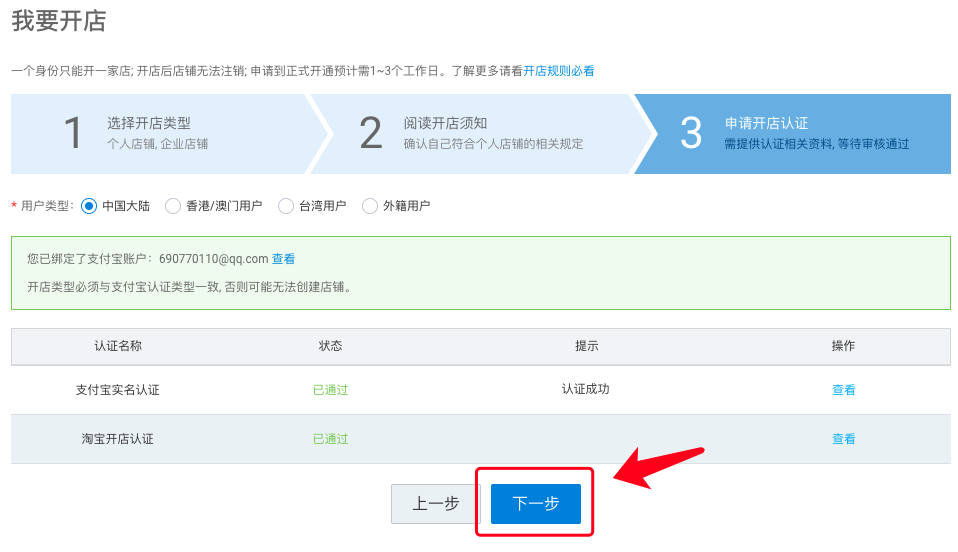 我要开店
一个身份只能开一家店; 开店后店铺无法注销; 申请到正式开通预计需1~3个工作日。了解更多请看开店规则必看
1 选择开店类型
个人店铺, 企业店铺
2 阅读开店须知
确认自己符合个人店铺的相关规定
3 申请开店认证
需提供认证相关资料, 等待审核通过
* 用户类型: 中国大陆 香港/澳门用户 台湾用户 外籍用户
您已绑定了支付宝账户: 690770110@qq.com 查看
开店类型必须与支付宝认证类型一致, 否则可能无法创建店铺。
认证名称 状态 提示 操作
支付宝实名认证 已通过 认证成功 查看
淘宝开店认证 已通过 查看
上一步 下一步